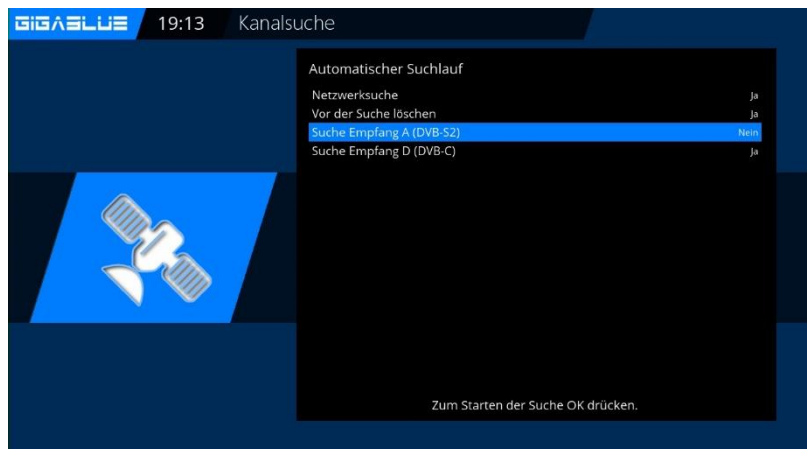 GIGABLUE 19:13 Kanalsuche
Automatischer Suchlauf
Netzwerksuche Ja
Vor der Suche löschen Ja
Suche Empfang A (DVB-S2) Nein
Suche Empfang D (DVB-C) Ja
Zum Starten der Suche OK drücken.